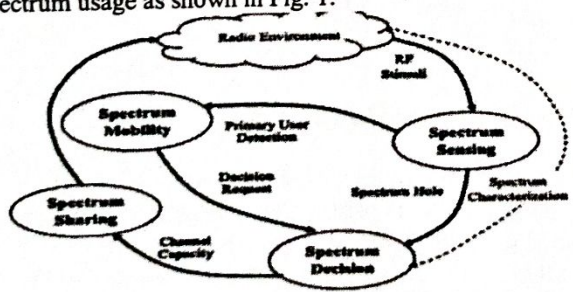 ectrum usage as shown in Fig. 1.
Radio Environment
RF
Stimuli
Spectrum
Mobility
Primary User
Detection
Spectrum
Sensing
Decision
Request
Spectrum Hole
Spectrum
Characterization
Spectrum
Sharing
Channel
Capacity
Spectrum
Decision